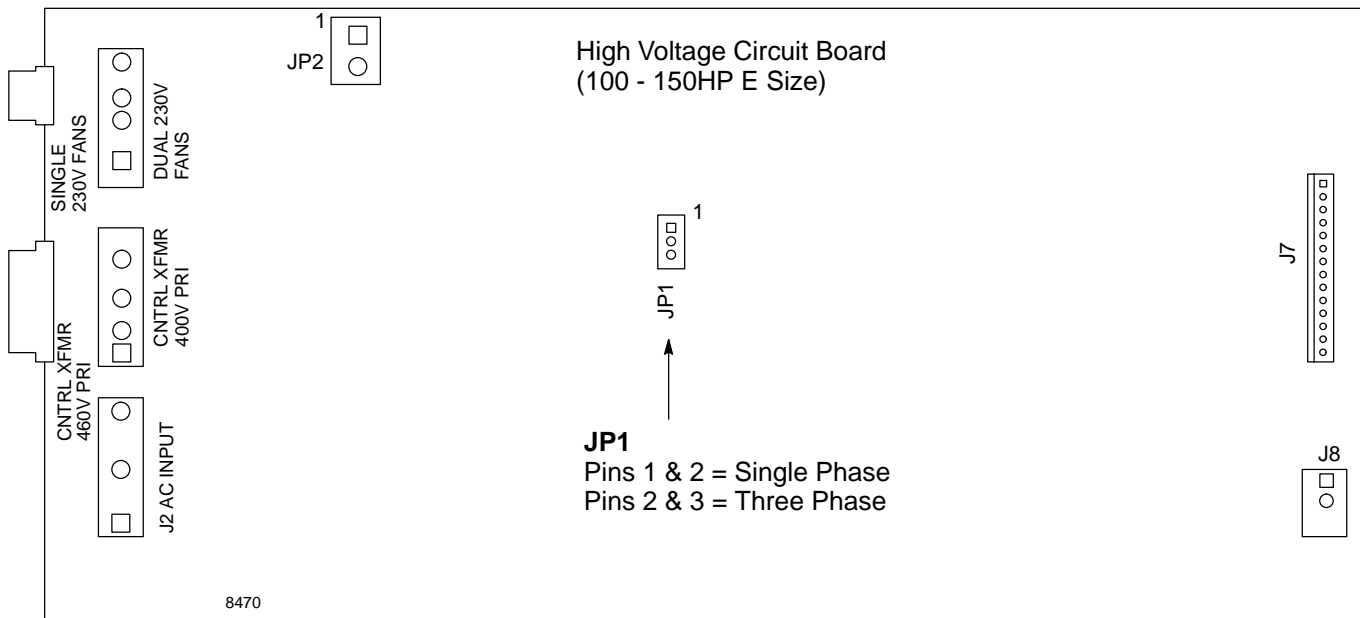 1
JP2
High Voltage Circuit Board
(100 - 150HP E Size)
SINGLE
230V FANS
DUAL 230V
FANS
1
JP1
J7
CNTRL XFMR
400V PRI
CNTRL XFMR
460V PRI
J2 AC INPUT
JP1
Pins 1 & 2 = Single Phase
Pins 2 & 3 = Three Phase
J8
8470